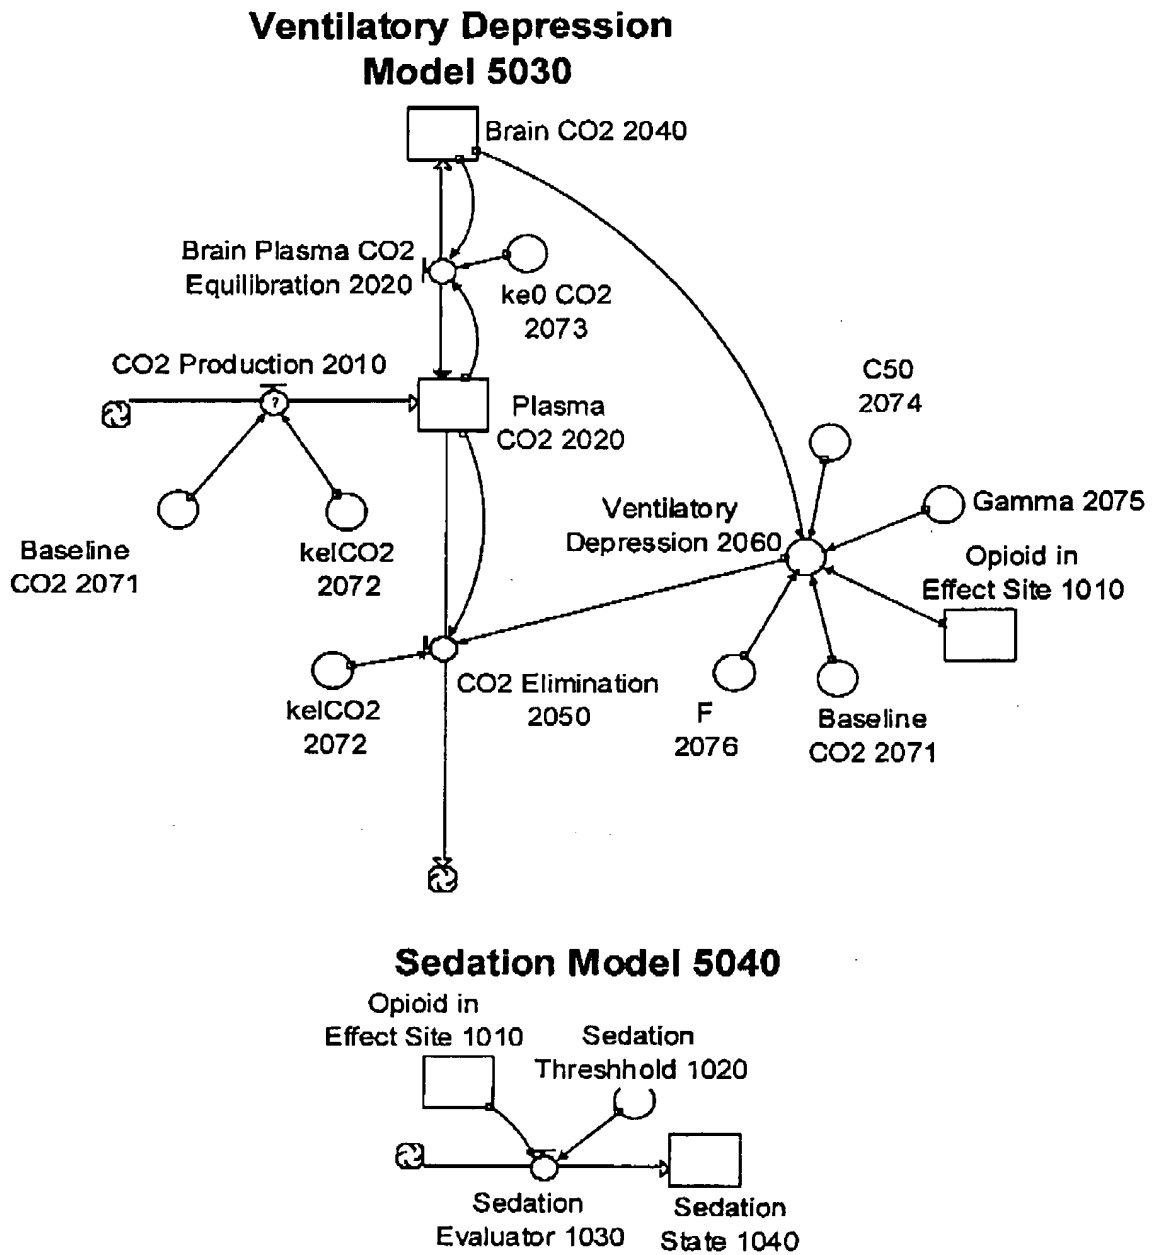 Ventilatory Depression
Model 5030
Brain CO2 2040
Brain Plasma CO2
Equilibration 2020
ke0 CO2
2073
CO2 Production 2010
?
Plasma
CO2 2020
C50
2074
Baseline
CO2 2071
kelCO2
2072
Ventilatory
Depression 2060
Gamma 2075
Opioid in
Effect Site 1010
kelCO2
2072
CO2 Elimination
2050
F
2076
Baseline
CO2 2071
Sedation Model 5040
Opioid in
Effect Site 1010
Sedation
Threshhold 1020
Sedation
Evaluator 1030
Sedation
State 1040